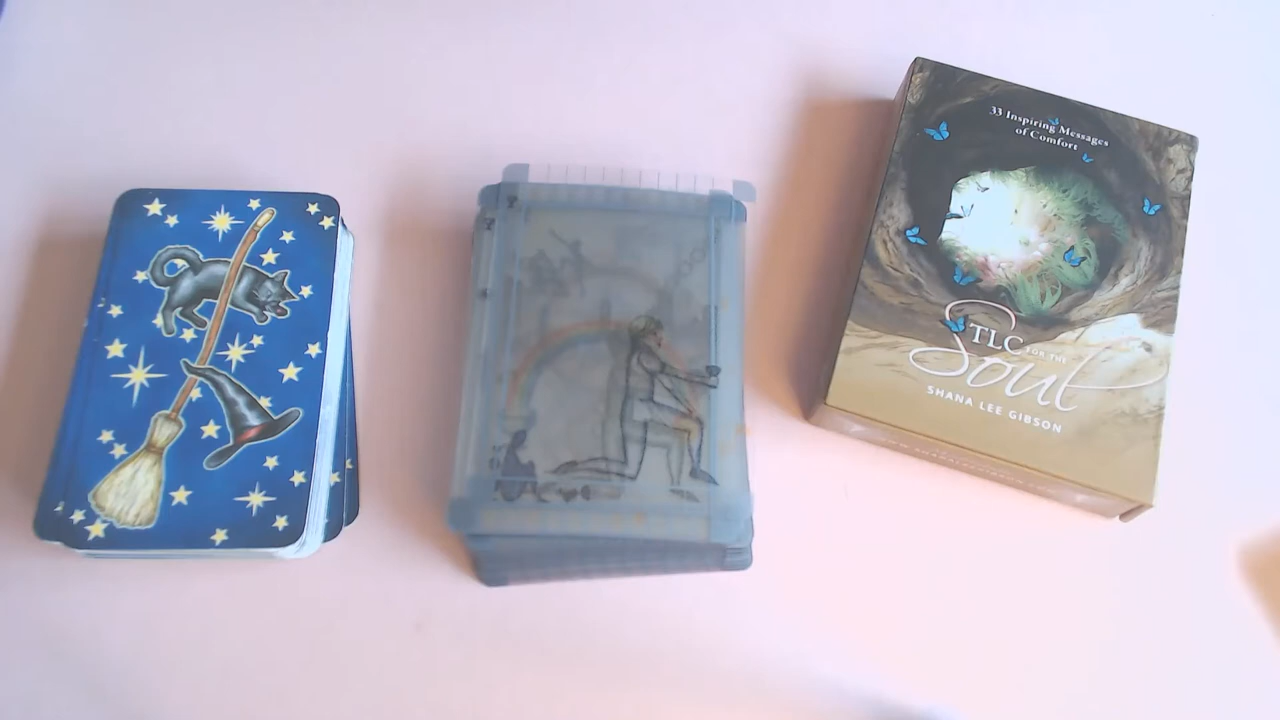 33 Inspiring Messages
of Comfort
TLC FOR THE
Soul
SHANA LEE GIBSON